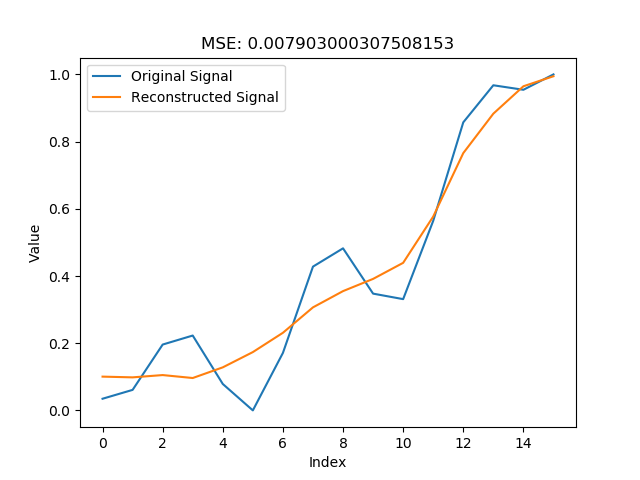 MSE: 0.007903000307508153
Original Signal
Reconstructed Signal
1.0
0.8
0.6
0.4
0.2
0.0
Value
0 2 4 6 8 10 12 14
Index